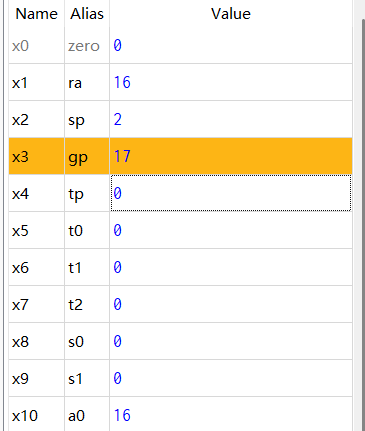 Name Alias Value
x0 zero 0
x1 ra 16
x2 sp 2
x3 gp 17
x4 tp 0
x5 t0 0
x6 t1 0
x7 t2 0
x8 s0 0
x9 s1 0
x10 a0 16